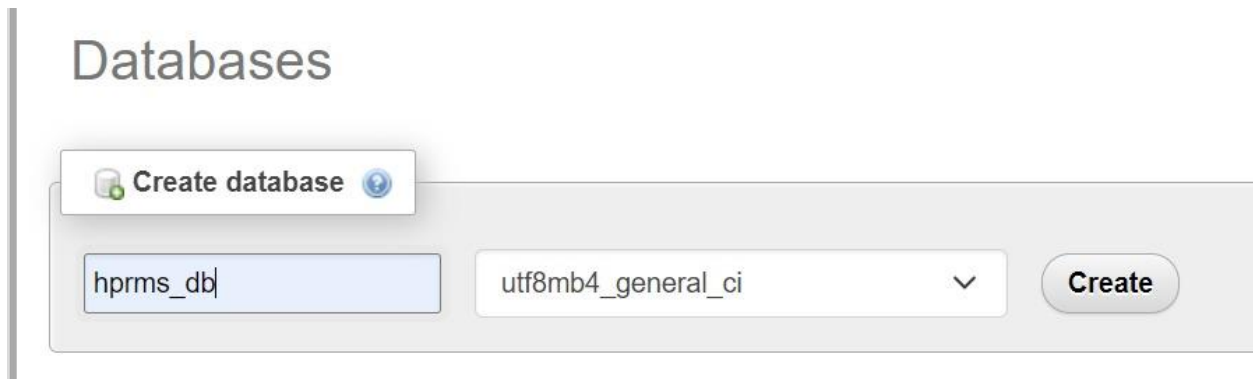 Databases
Create database
hprms_db
utf8mb4_general_ci
Create